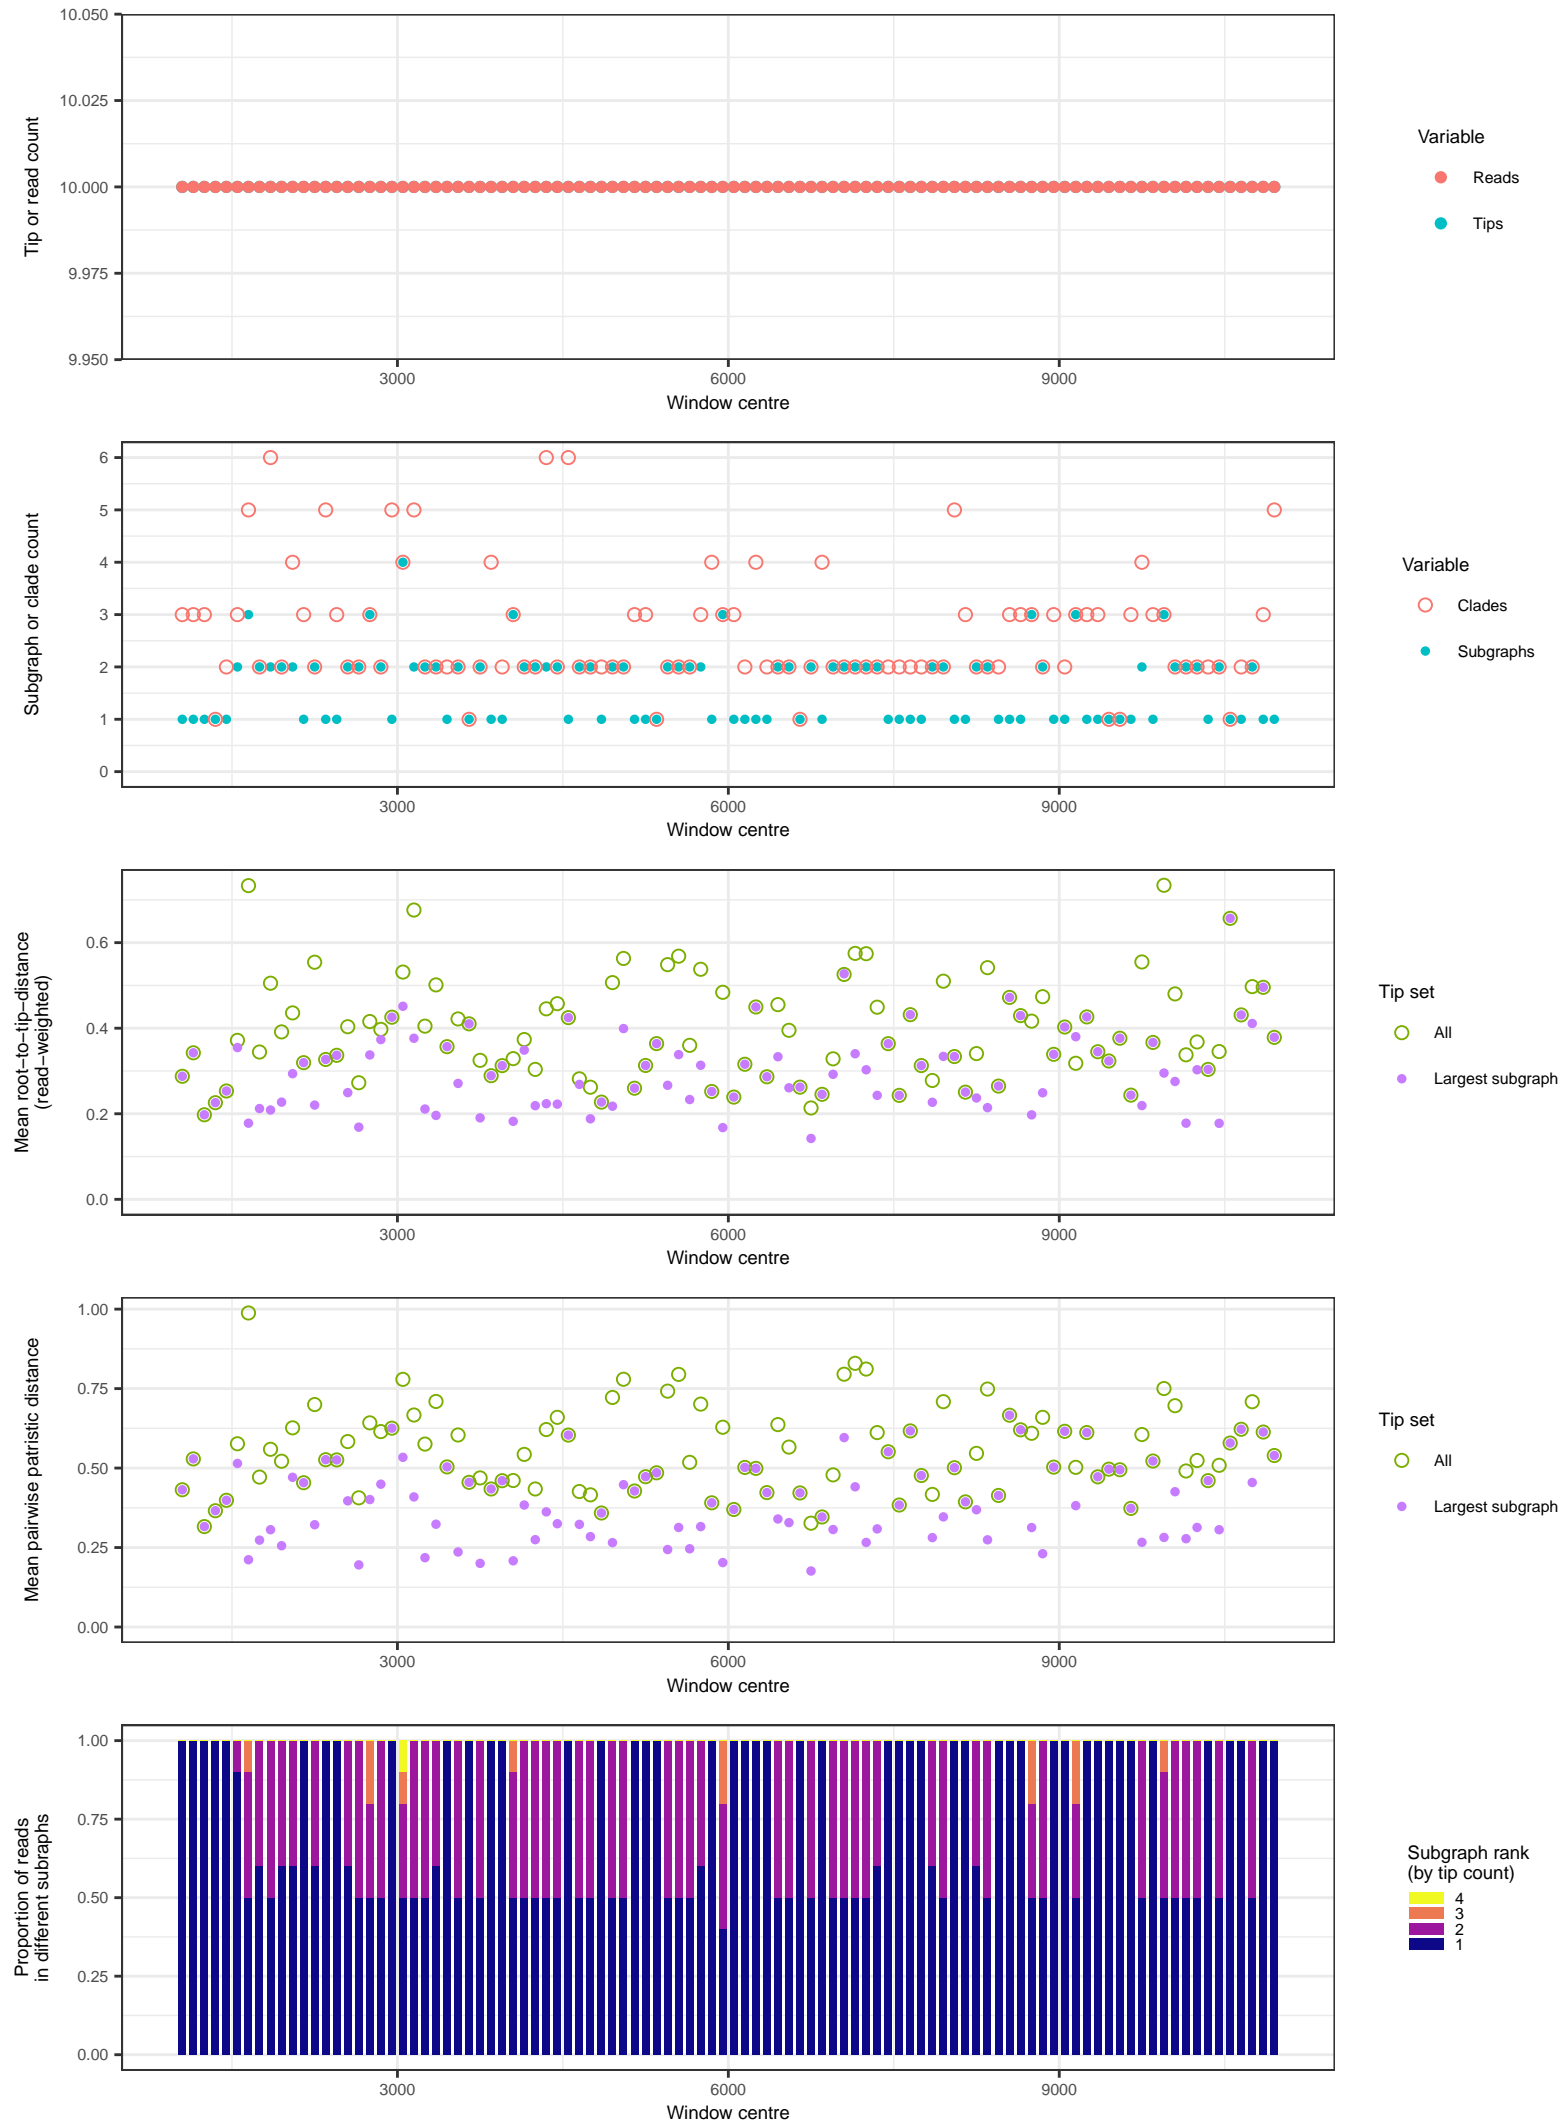 10.050
10.025
10.000
9.975
9.950
Tip or read count
3000 6000 9000
Window centre
Variable
Reads
Tips
6
5
4
3
2
1
0
Subgraph or clade count
3000 6000 9000
Window centre
Variable
Clades
Subgraphs
0.6
0.4
0.2
0.0
Mean root−to−tip−distance
(read−weighted)
3000 6000 9000
Window centre
Tip set
All
Largest subgraph
1.00
0.75
0.50
0.25
0.00
Mean pairwise patristic distance
3000 6000 9000
Window centre
Tip set
All
Largest subgraph
1.00
0.75
0.50
0.25
0.00
Proportion of reads
in different subraphs
3000 6000 9000
Window centre
Subgraph rank
(by tip count)
4
3
2
1